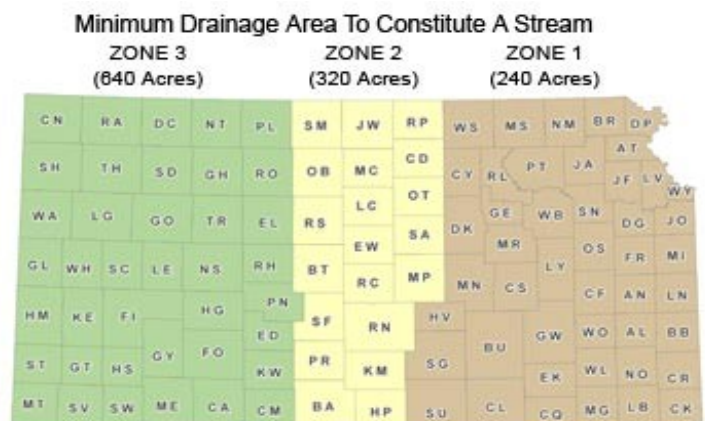 Minimum Drainage Area To Constitute A Stream
ZONE 3 ZONE 2 ZONE 1
(640 Acres) (320 Acres) (240 Acres)
CN RA DC NT PL SM JW RP WS MS NM BR DP
SH TH SD GH RO OB MC CD CY RL PT JA AT
JF LV WY
WA LG GO TR EL RS LC OT DK GE WB SN DG JO
GL WH SC LE NS RH BT EW SA MR LY OS FR MI
RC MP MN CS
HM KE FI HG PN SF RN HV CF AN LN
ED BU GW WO AL BB
ST GT HS GY FO KW PR KM SG EK WL NO CR
MT SV SW ME CA CM BA HP SU CL CQ MG LB CK